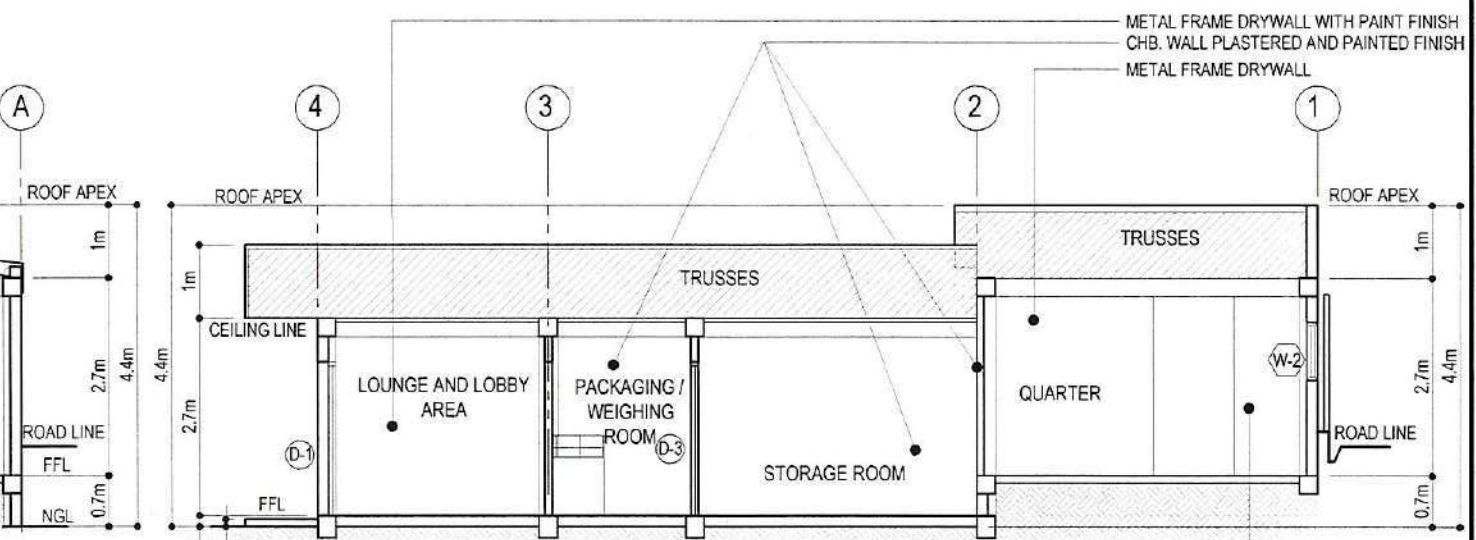 METAL FRAME DRYWALL WITH PAINT FINISH
CHB. WALL PLASTERED AND PAINTED FINISH
METAL FRAME DRYWALL
A
4
3
2
1
ROOF APEX
ROOF APEX
ROOF APEX
1m
1m
TRUSSES
TRUSSES
1m
CEILING LINE
2.7m
4.4m
4.4m
2.7m
LOUNGE AND LOBBY
AREA
PACKAGING /
WEIGHING
ROOM
QUARTER
W-2
2.7m
4.4m
ROAD LINE
ROAD LINE
D-1
D-3
STORAGE ROOM
FFL
FFL
0.7m
0.7m
NGL